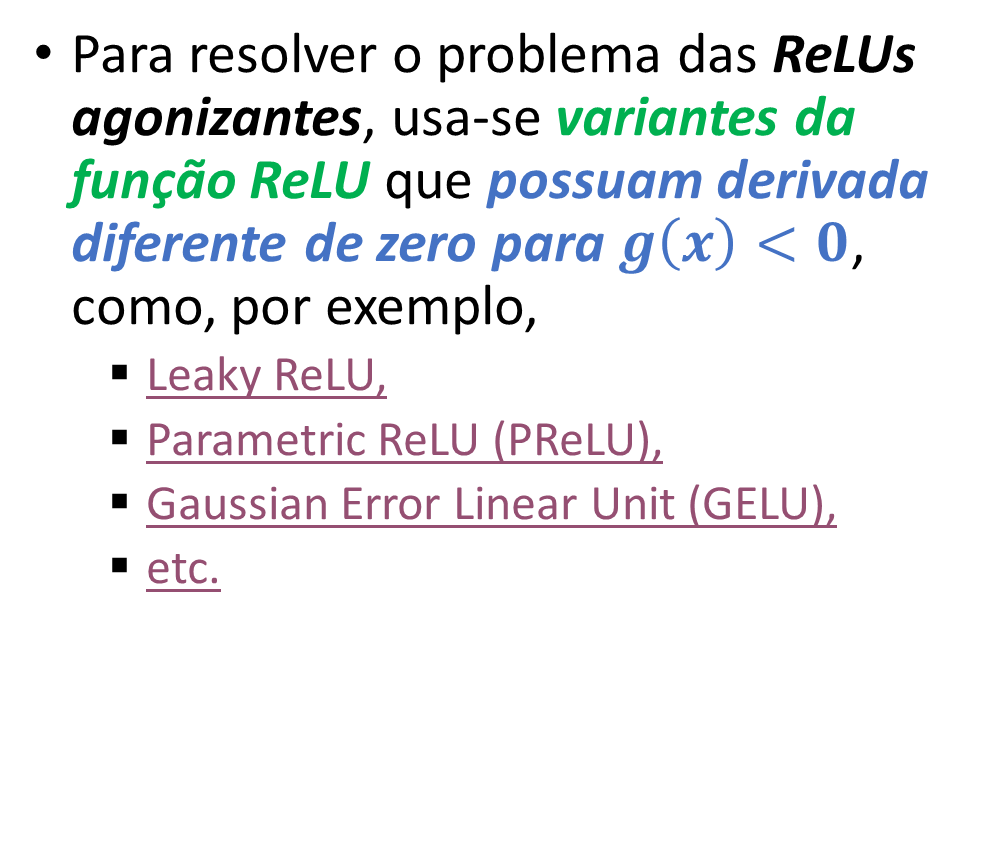 • Para resolver o problema das ReLUs
agonizantes, usa-se variantes da
função ReLU que possuam derivada
diferente de zero para g(x) < 0,
como, por exemplo,
▪ Leaky ReLU,
▪ Parametric ReLU (PReLU),
▪ Gaussian Error Linear Unit (GELU),
▪ etc.